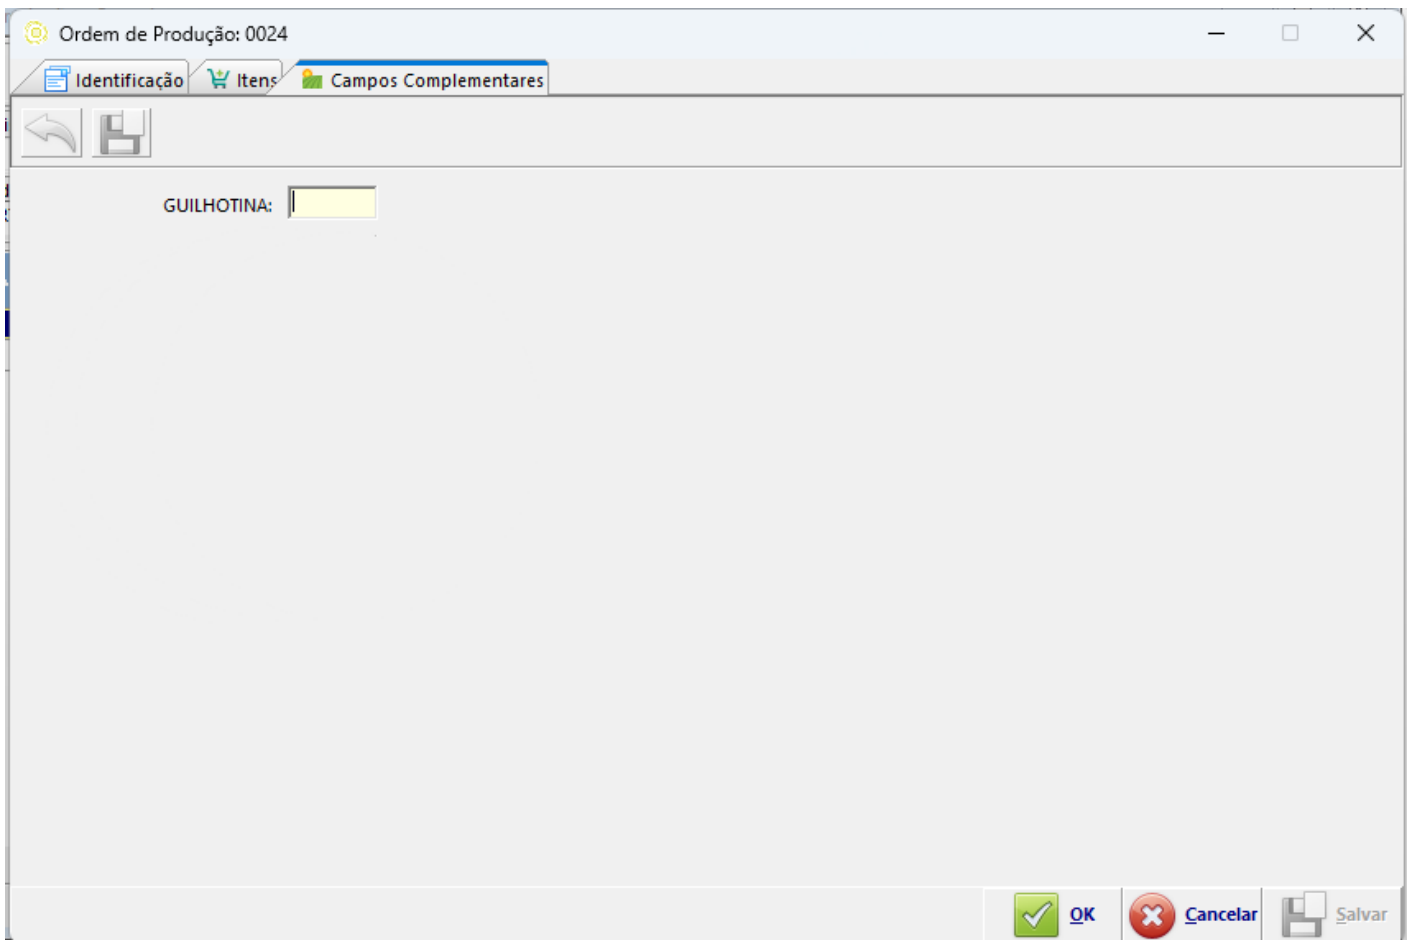 Ordem de Produção: 0024
Identificação Itens Campos Complementares
GUILHOTINA:
OK Cancelar Salvar